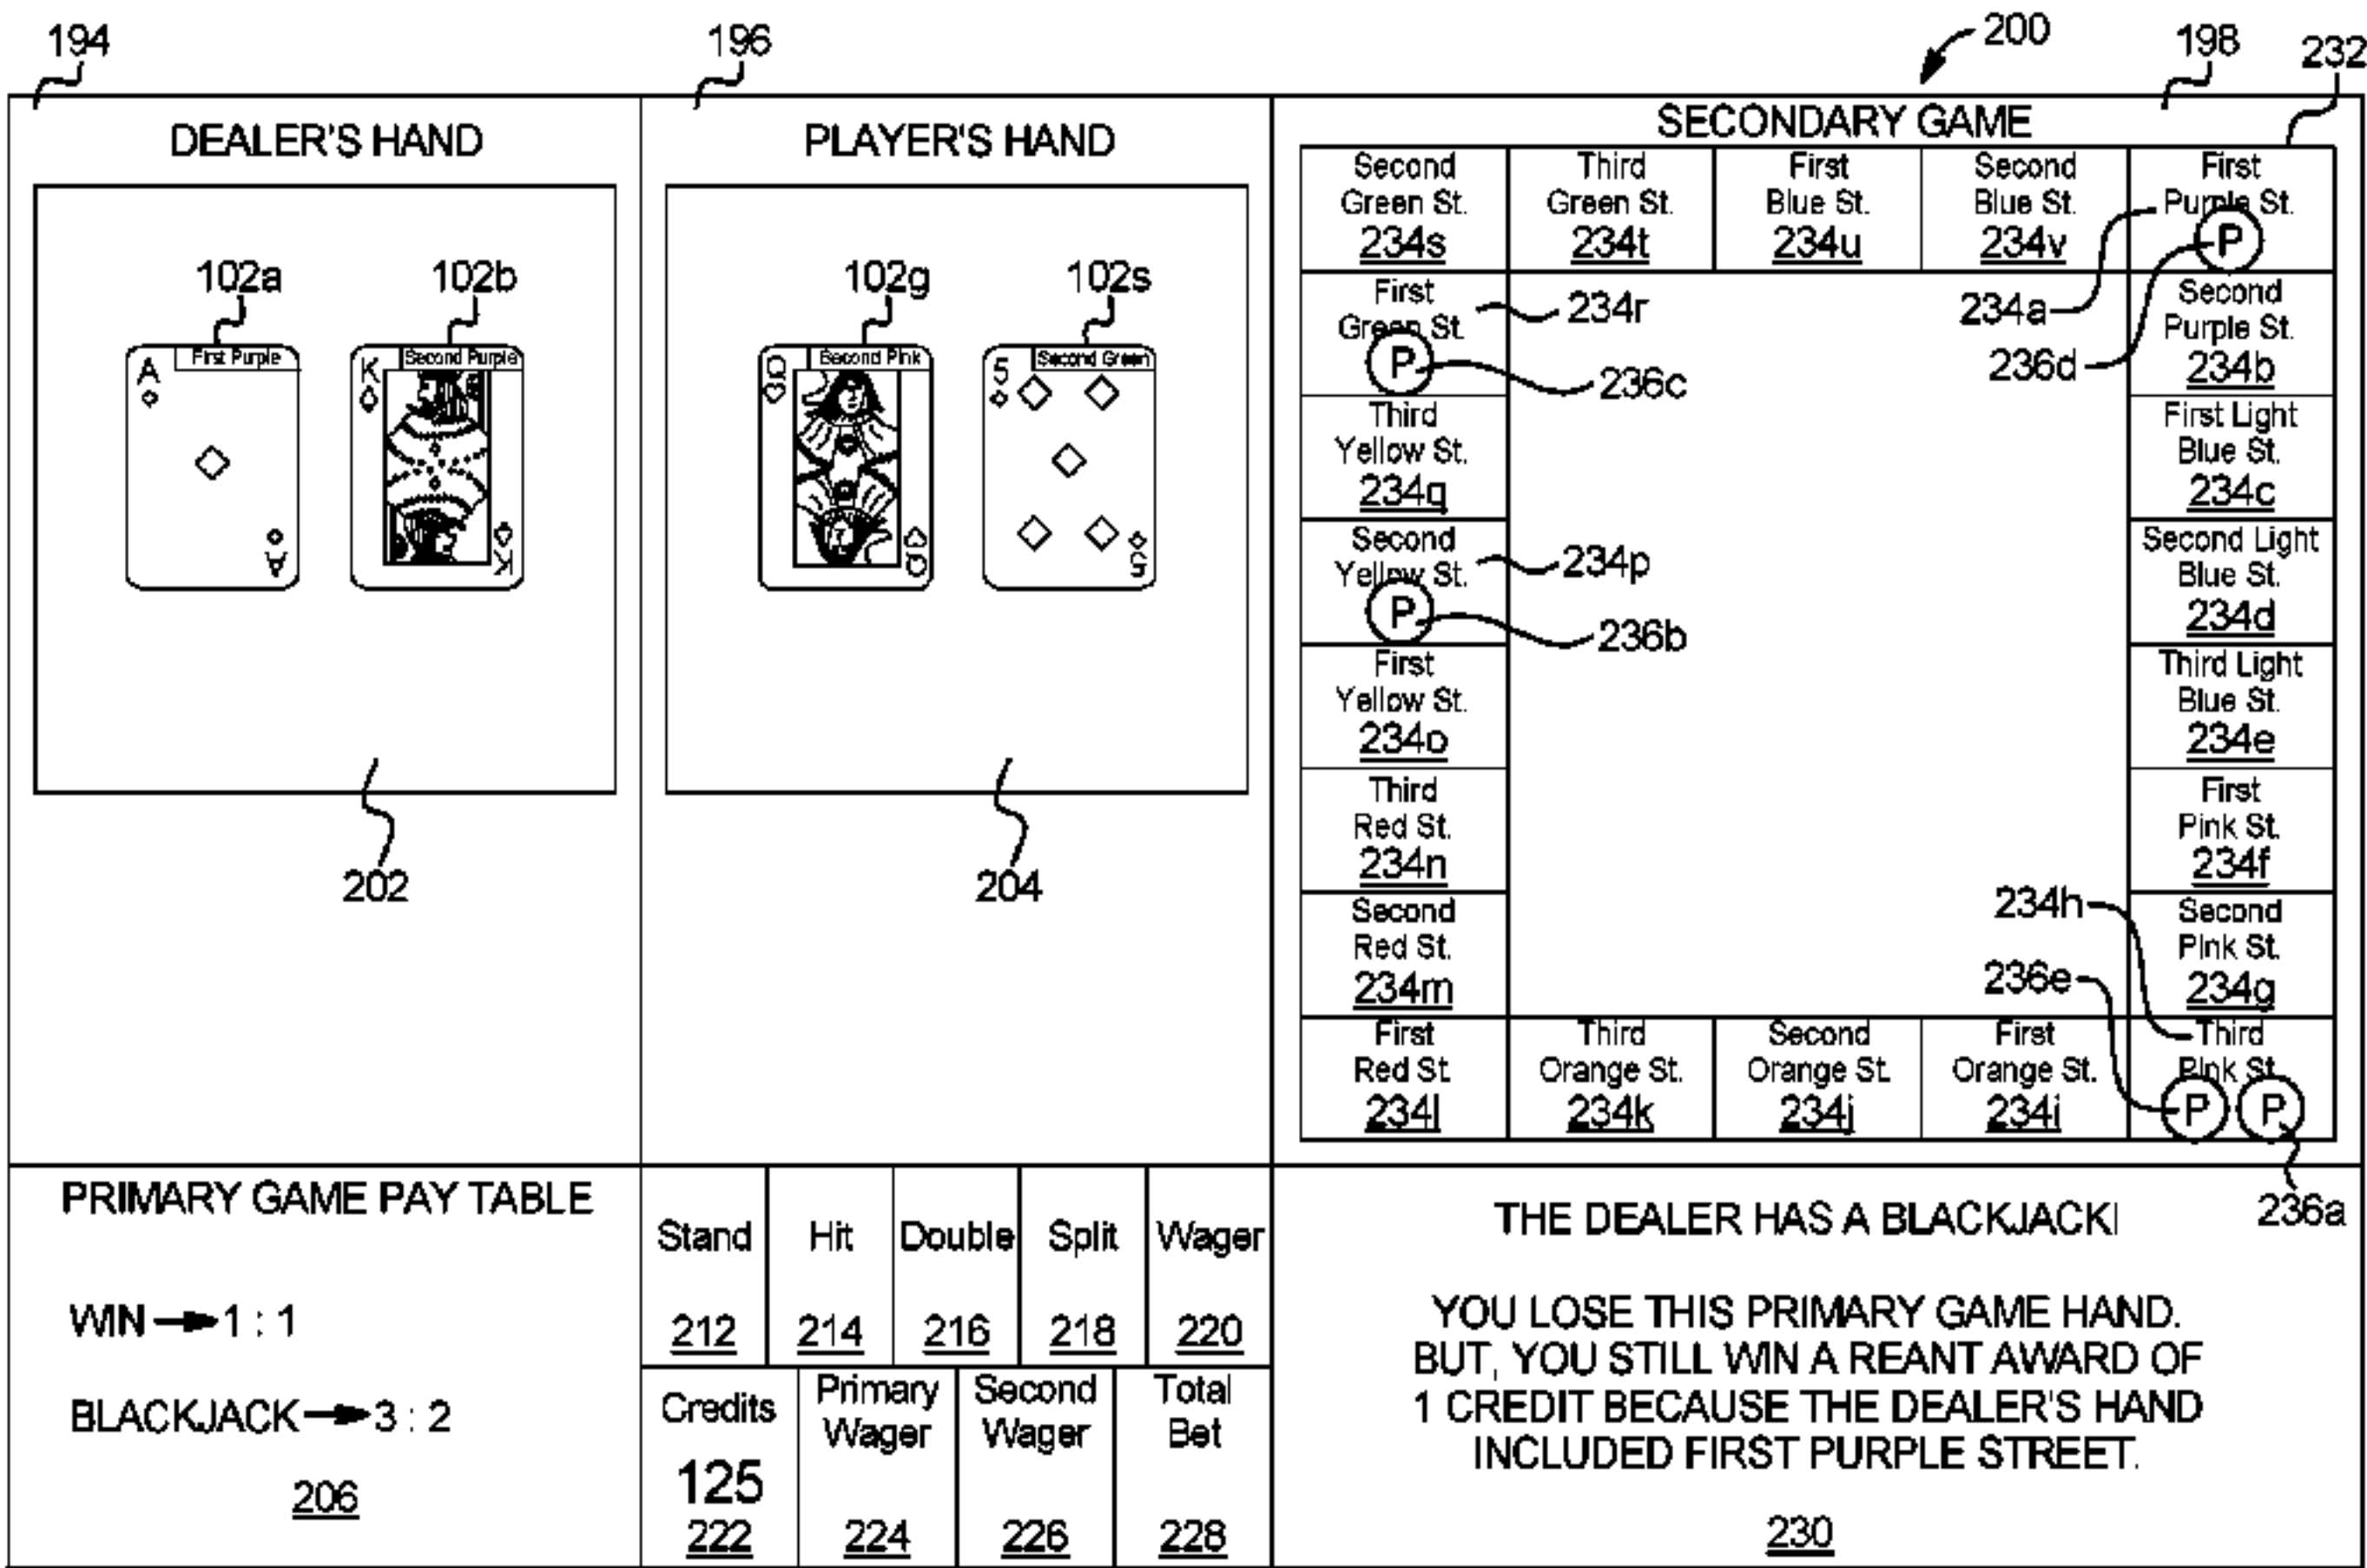 194
196
200
198
232
DEALER'S HAND
PLAYER'S HAND
SECONDARY GAME
102a
102b
A
First Purple
A
K
Second Purple
K
102g
102s
Q
Second Pink
Q
5
Second Green
5
202
204
Second
Green St.
234s
Third
Green St.
234t
First
Blue St.
234u
Second
Blue St.
234v
First
Purple St.
P
234a
236d
First
Green St.
P
234r
236c
Second
Purple St.
234b
Third
Yellow St.
234q
First Light
Blue St.
234c
Second
Yellow St.
P
234p
236b
Second Light
Blue St.
234d
First
Yellow St.
234o
Third Light
Blue St.
234e
Third
Red St.
234n
First
Pink St.
234f
Second
Red St.
234m
234h
236e
Second
Pink St.
234g
First
Red St.
234l
Third
Orange St.
234k
Second
Orange St.
234j
First
Orange St.
234i
Third
Pink St.
P
P
236a
PRIMARY GAME PAY TABLE
WIN → 1 : 1
BLACKJACK → 3 : 2
206
Stand
212
Hit
214
Double
216
Split
218
Wager
220
Credits
125
222
Primary
Wager
224
Second
Wager
226
Total
Bet
228
THE DEALER HAS A BLACKJACK!
YOU LOSE THIS PRIMARY GAME HAND.
BUT, YOU STILL WIN A REANT AWARD OF
1 CREDIT BECAUSE THE DEALER'S HAND
INCLUDED FIRST PURPLE STREET.
230